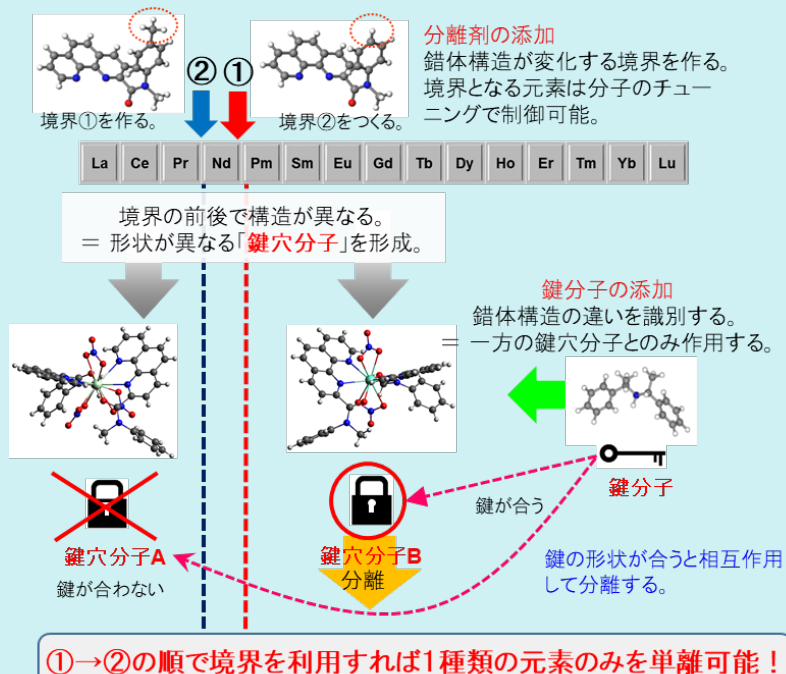 分離剤の添加
錯体構造が変化する境界を作る。
境界となる元素は分子のチュー
ニングで制御可能。
② ①
境界①を作る。
境界②をつくる。
La Ce Pr Nd Pm Sm Eu Gd Tb Dy Ho Er Tm Yb Lu
境界の前後で構造が異なる。
＝ 形状が異なる「鍵穴分子」を形成。
鍵分子の添加
錯体構造の違いを識別する。
＝ 一方の鍵穴分子とのみ作用する。
鍵分子
鍵が合う
鍵穴分子A
鍵が合わない
鍵穴分子B
分離
鍵の形状が合うと相互作用
して分離する。
①→②の順で境界を利用すれば1種類の元素のみを単離可能！